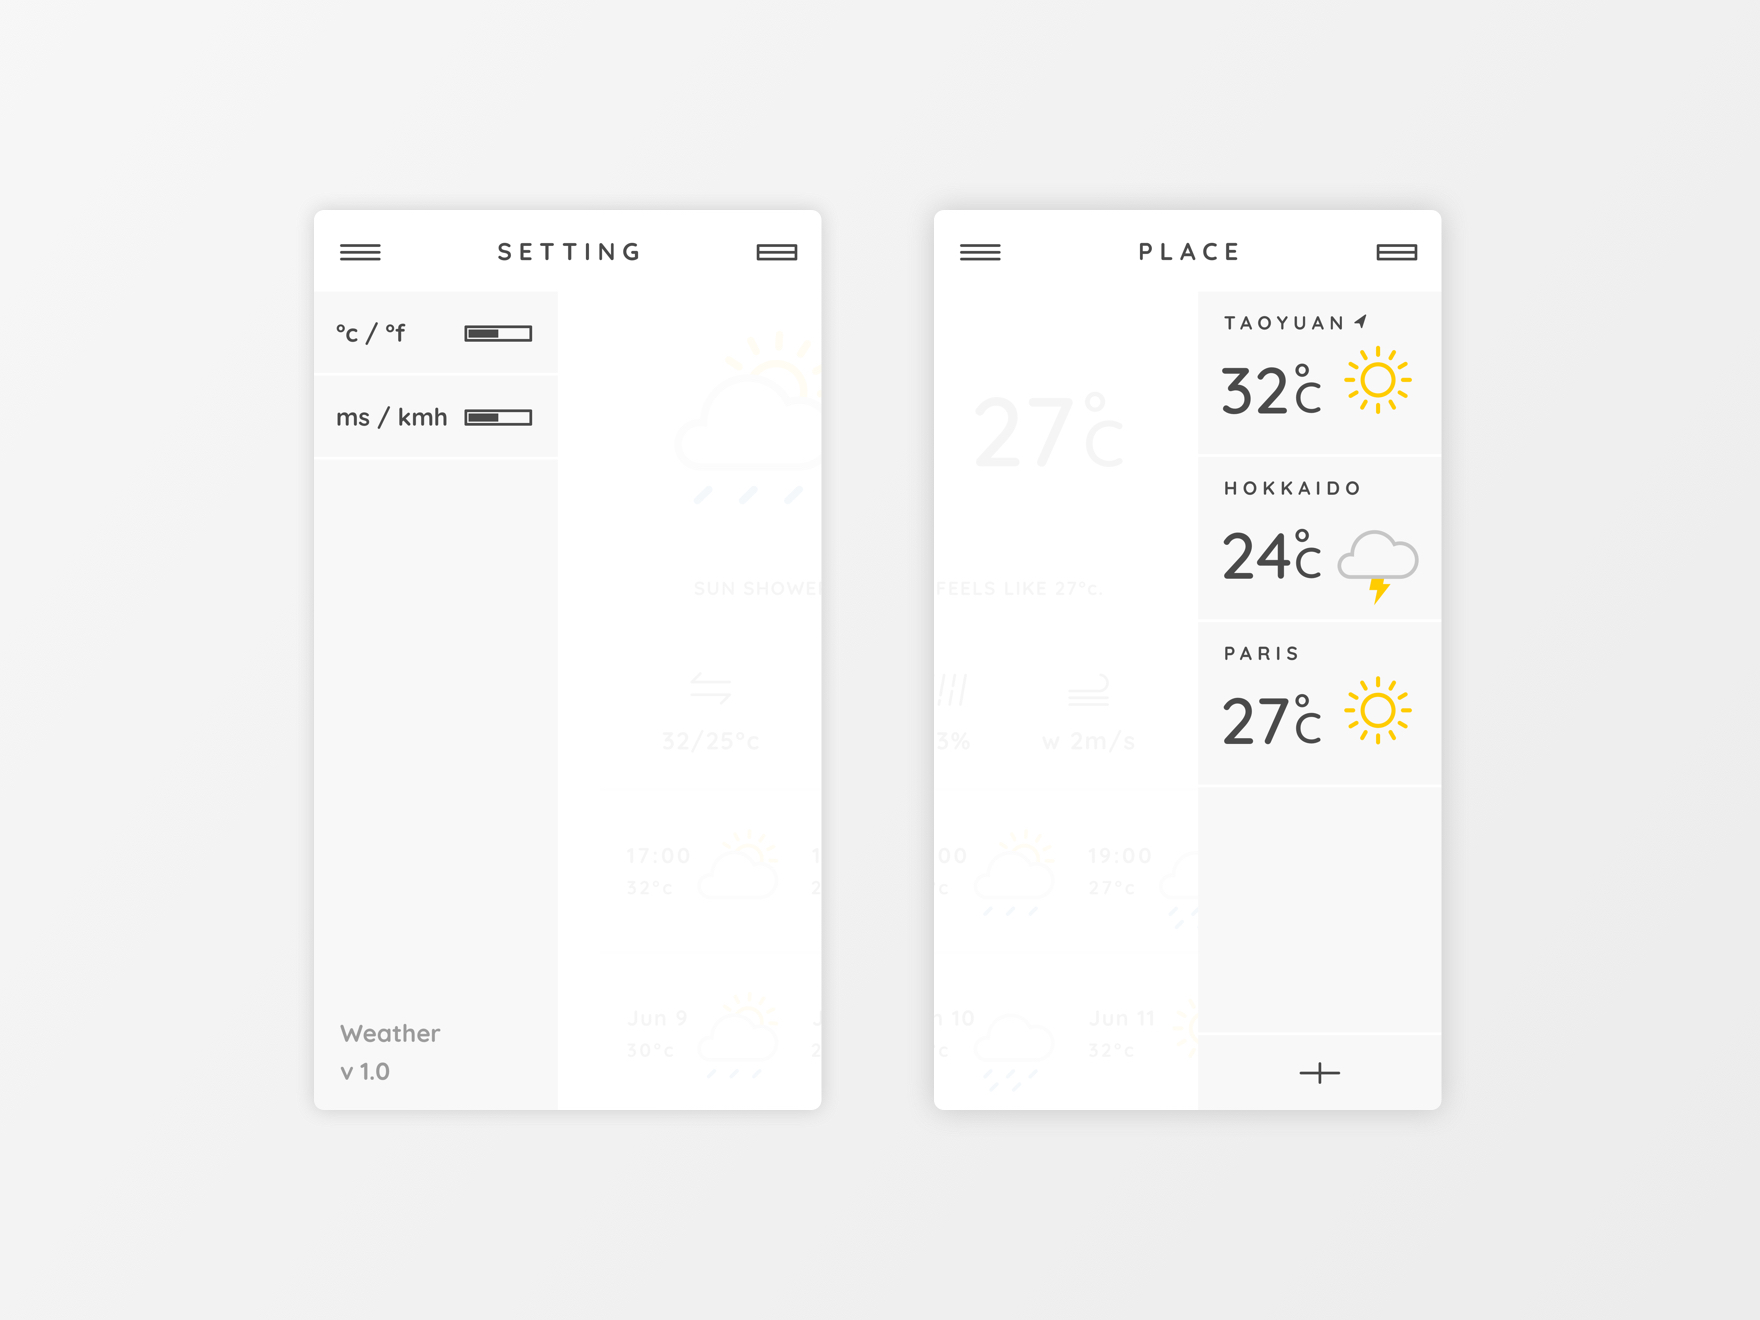 SETTING
°c / °f
ms / kmh
SUN SHOWE
32/25°c
17:00
32°c
Jun 9
30°c
Weather
v 1.0
PLACE
27°c
FEELS LIKE 27°c.
3%
w 2m/s
00
19:00
c
27°c
10
Jun 11
c
32°c
TAOYUAN
32°c
HOKKAIDO
24°c
PARIS
27°c